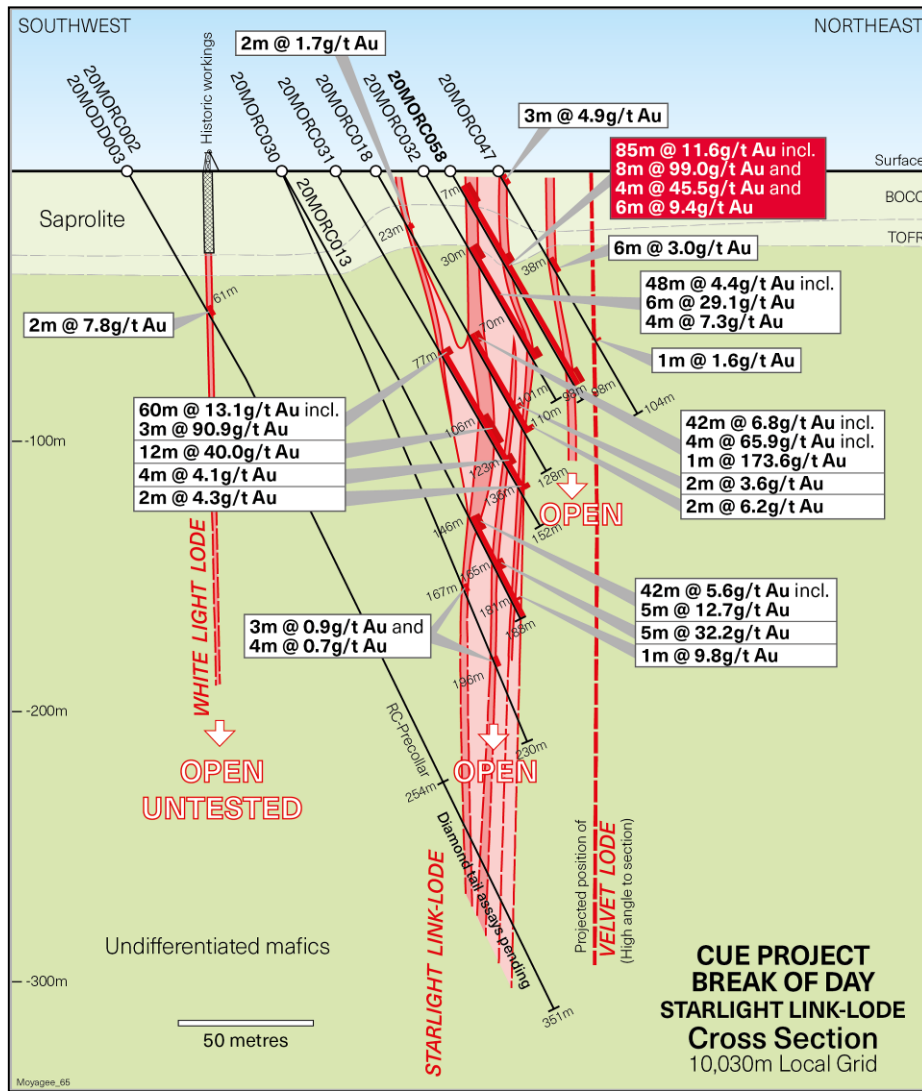 SOUTHWEST
NORTHEAST
2m @ 1.7g/t Au
Historic workings
20MORC002
20MODD003
20MORC030
20MORC031
20MORC018
20MORC032
20MORC058
20MORC047
20MORC013
3m @ 4.9g/t Au
85m @ 11.6g/t Au incl.
8m @ 99.0g/t Au and
4m @ 45.5g/t Au and
6m @ 9.4g/t Au
Surface
BOCO
TOFR
Saprolite
7m
23m
30m
38m
6m @ 3.0g/t Au
61m
2m @ 7.8g/t Au
48m @ 4.4g/t Au incl.
6m @ 29.1g/t Au
4m @ 7.3g/t Au
70m
77m
1m @ 1.6g/t Au
101m
93m
98m
104m
110m
60m @ 13.1g/t Au incl.
3m @ 90.9g/t Au
12m @ 40.0g/t Au
4m @ 4.1g/t Au
2m @ 4.3g/t Au
106m
123m
136m
128m
152m
42m @ 6.8g/t Au incl.
4m @ 65.9g/t Au incl.
1m @ 173.6g/t Au
2m @ 3.6g/t Au
2m @ 6.2g/t Au
-100m
OPEN
146m
165m
167m
187m
188m
42m @ 5.6g/t Au incl.
5m @ 12.7g/t Au
5m @ 32.2g/t Au
1m @ 9.8g/t Au
3m @ 0.9g/t Au and
4m @ 0.7g/t Au
196m
WHITE LIGHT LODE
-200m
OPEN
UNTESTED
RC-Precollar
254m
230m
OPEN
Diamond tail assays pending
351m
STARLIGHT LINK-LODE
Projected position of
VELVET LODE
(High angle to section)
Undifferentiated mafics
-300m
50 metres
CUE PROJECT
BREAK OF DAY
STARLIGHT LINK-LODE
Cross Section
10,030m Local Grid
Moyagee_65